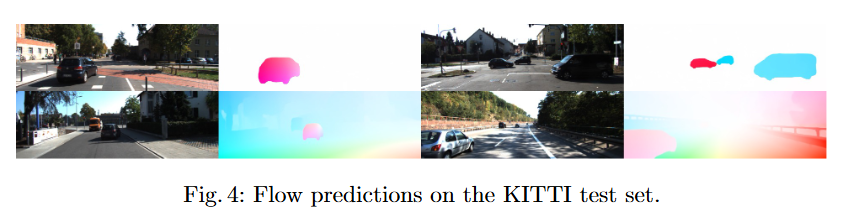 Fig. 4: Flow predictions on the KITTI test set.